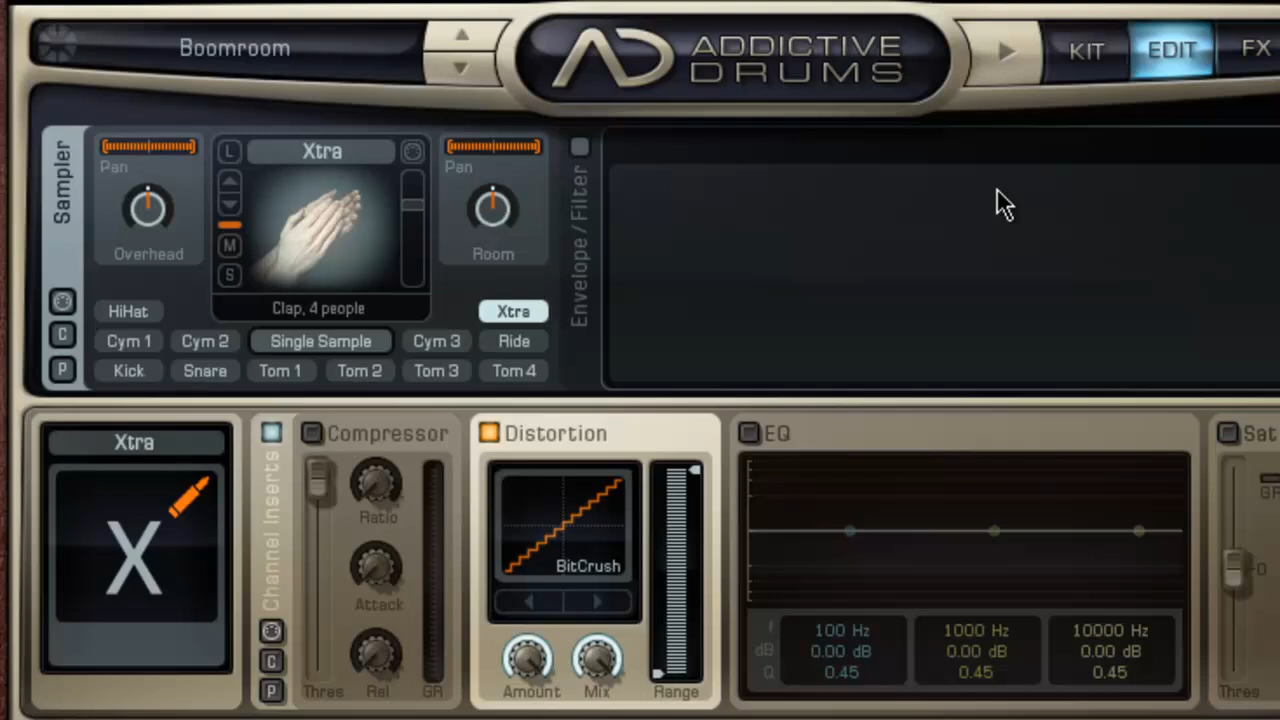 Boomroom
ADDICTIVE
DRUMS
KIT
EDIT
FX
Sampler
Pan
Overhead
L
Xtra
M
S
Clap, 4 people
Pan
Room
Envelope / Filter
HiHat
Xtra
Cym 1
Cym 2
Single Sample
Cym 3
Ride
C
P
Kick
Snare
Tom 1
Tom 2
Tom 3
Tom 4
Xtra
X
Channel Inserts
C
P
Compressor
Ratio
Attack
Thres
Rel
GR
Distortion
BitCrush
Amount
Mix
Range
EQ
f
dB
Q
100 Hz
0.00 dB
0.45
1000 Hz
0.00 dB
0.45
10000 Hz
0.00 dB
0.45
Sat
GR
0
Thres